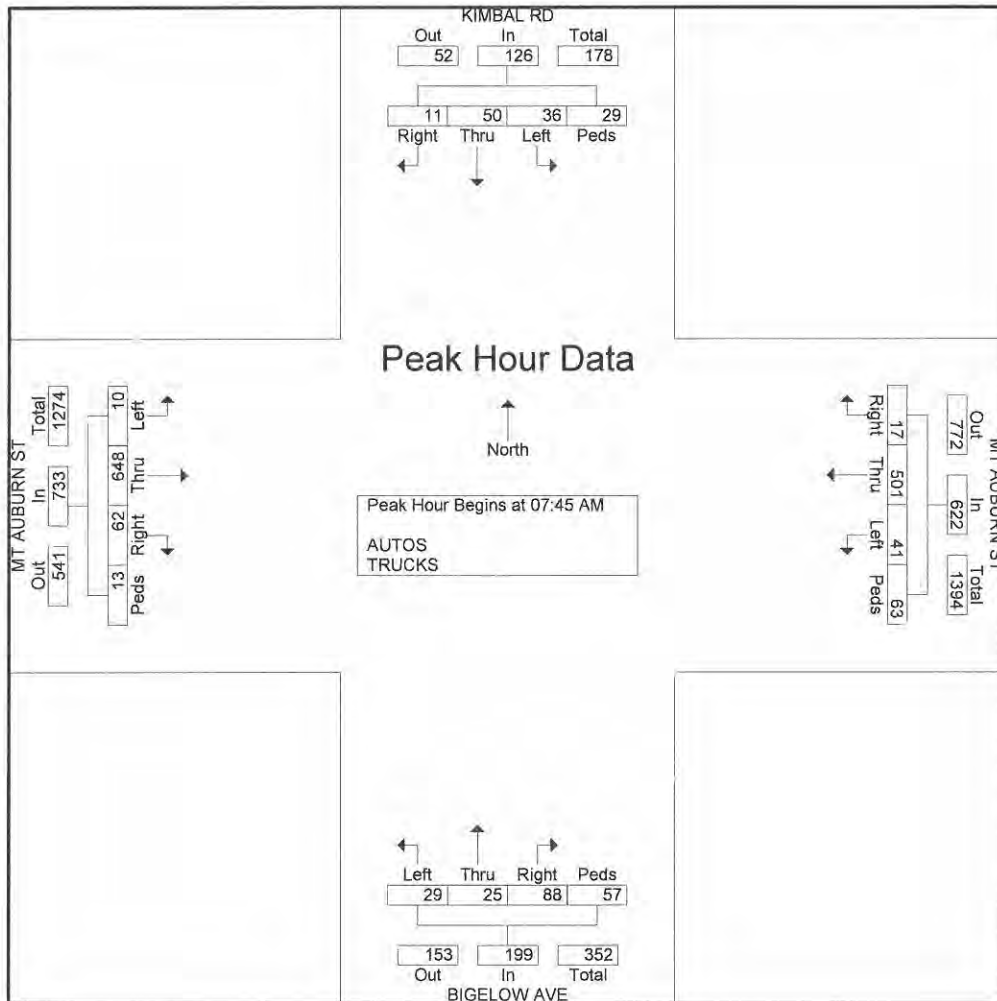 KIMBAL RD
Out In Total
52 126 178
11 50 36 29
Right Thru Left Peds
Peak Hour Data
North
Peak Hour Begins at 07:45 AM
AUTOS
TRUCKS
MT AUBURN ST
Out In Total
541 733 1274
10 648 62 13
Left Thru Right Peds
Right Thru Left Peds
17 501 41 63
Out In Total
772 622 1394
MT AUBURN ST
Left Thru Right Peds
29 25 88 57
153 199 352
Out In Total
BIGELOW AVE